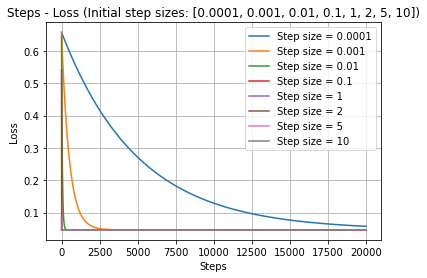 Steps - Loss (Initial step sizes: [0.0001, 0.001, 0.01, 0.1, 1, 2, 5, 10])
Step size = 0.0001
Step size = 0.001
Step size = 0.01
Step size = 0.1
Step size = 1
Step size = 2
Step size = 5
Step size = 10
Loss
0.6
0.5
0.4
0.3
0.2
0.1
0 2500 5000 7500 10000 12500 15000 17500 20000
Steps